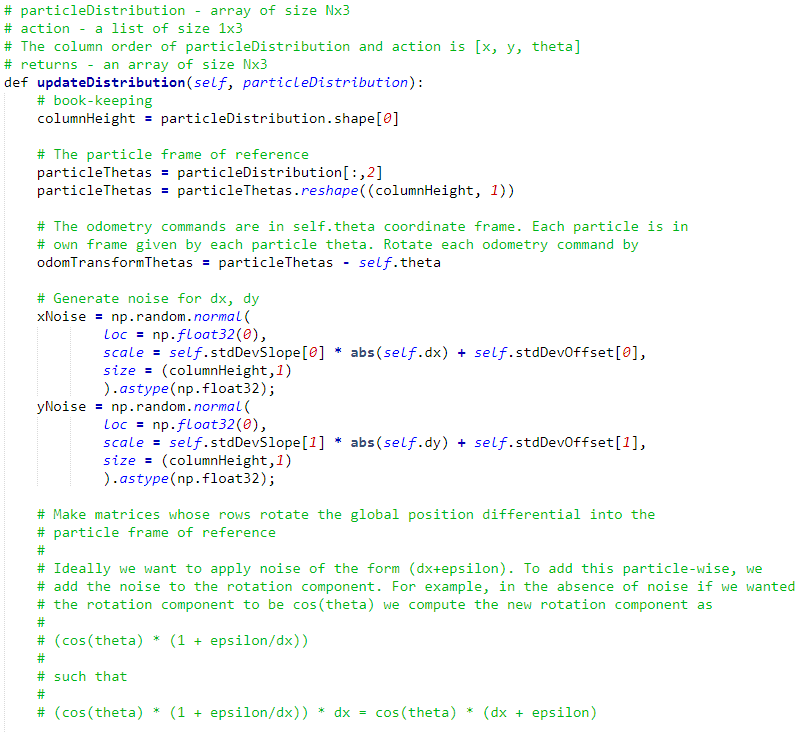 # particleDistribution - array of size Nx3
# action - a list of size 1x3
# The column order of particleDistribution and action is [x, y, theta]
# returns - an array of size Nx3
def updateDistribution(self, particleDistribution):
    # book-keeping
    columnHeight = particleDistribution.shape[0]

    # The particle frame of reference
    particleThetas = particleDistribution[:,2]
    particleThetas = particleThetas.reshape((columnHeight, 1))

    # The odometry commands are in self.theta coordinate frame. Each particle is in
    # own frame given by each particle theta. Rotate each odometry command by
    odomTransformThetas = particleThetas - self.theta

    # Generate noise for dx, dy
    xNoise = np.random.normal(
            loc = np.float32(0),
            scale = self.stdDevSlope[0] * abs(self.dx) + self.stdDevOffset[0],
            size = (columnHeight,1)
            ).astype(np.float32);
    yNoise = np.random.normal(
            loc = np.float32(0),
            scale = self.stdDevSlope[1] * abs(self.dy) + self.stdDevOffset[1],
            size = (columnHeight,1)
            ).astype(np.float32);

    # Make matrices whose rows rotate the global position differential into the
    # particle frame of reference
    #
    # Ideally we want to apply noise of the form (dx+epsilon). To add this particle-wise, we
    # add the noise to the rotation component. For example, in the absence of noise if we wanted
    # the rotation component to be cos(theta) we compute the new rotation component as
    #
    # (cos(theta) * (1 + epsilon/dx))
    #
    # such that
    #
    # (cos(theta) * (1 + epsilon/dx)) * dx = cos(theta) * (dx + epsilon)